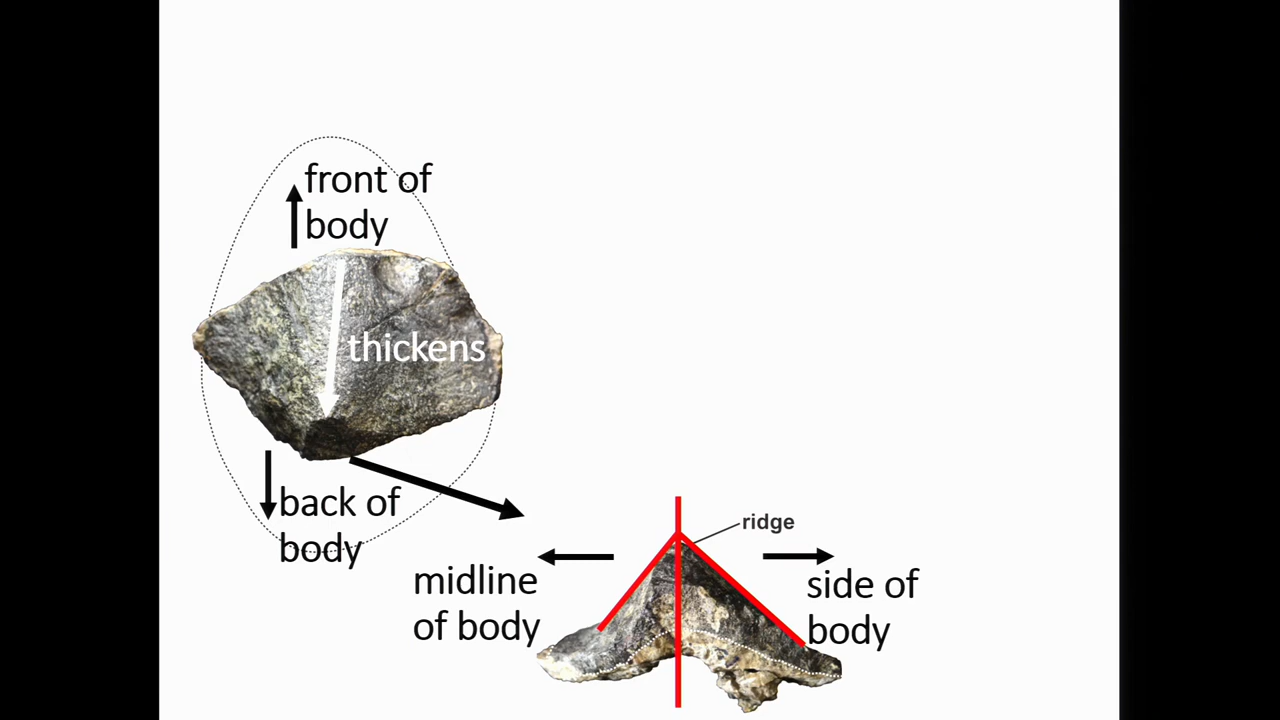 front of
body
thickens
back of
body
ridge
midline
of body
side of
body